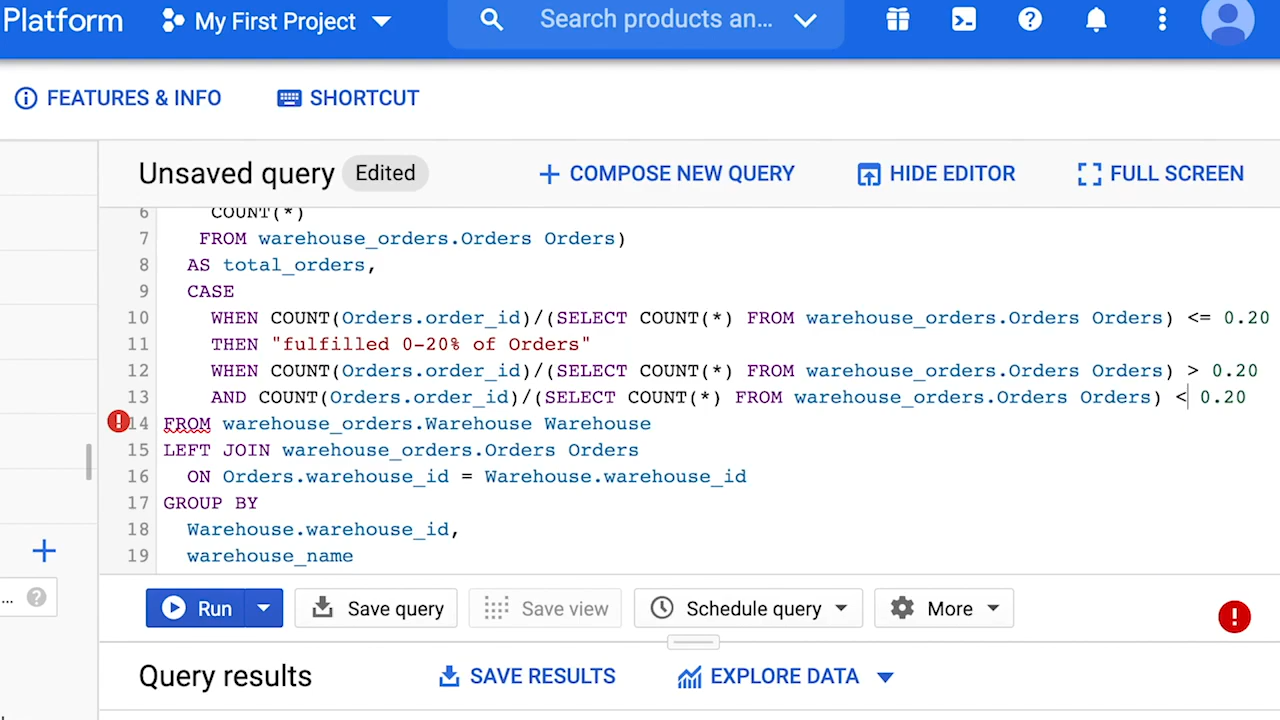 Platform My First Project Search products an...
FEATURES & INFO SHORTCUT
Unsaved query Edited COMPOSE NEW QUERY HIDE EDITOR FULL SCREEN
6 COUNT(*)
7 FROM warehouse_orders.Orders Orders)
8 AS total_orders,
9 CASE
10 WHEN COUNT(Orders.order_id)/(SELECT COUNT(*) FROM warehouse_orders.Orders Orders) <= 0.20
11 THEN "fulfilled 0-20% of Orders"
12 WHEN COUNT(Orders.order_id)/(SELECT COUNT(*) FROM warehouse_orders.Orders Orders) > 0.20
13 AND COUNT(Orders.order_id)/(SELECT COUNT(*) FROM warehouse_orders.Orders Orders) < 0.20
14 FROM warehouse_orders.Warehouse Warehouse
15 LEFT JOIN warehouse_orders.Orders Orders
16 ON Orders.warehouse_id = Warehouse.warehouse_id
17 GROUP BY
18 Warehouse.warehouse_id,
19 warehouse_name
...
Run Save query Save view Schedule query More
Query results SAVE RESULTS EXPLORE DATA